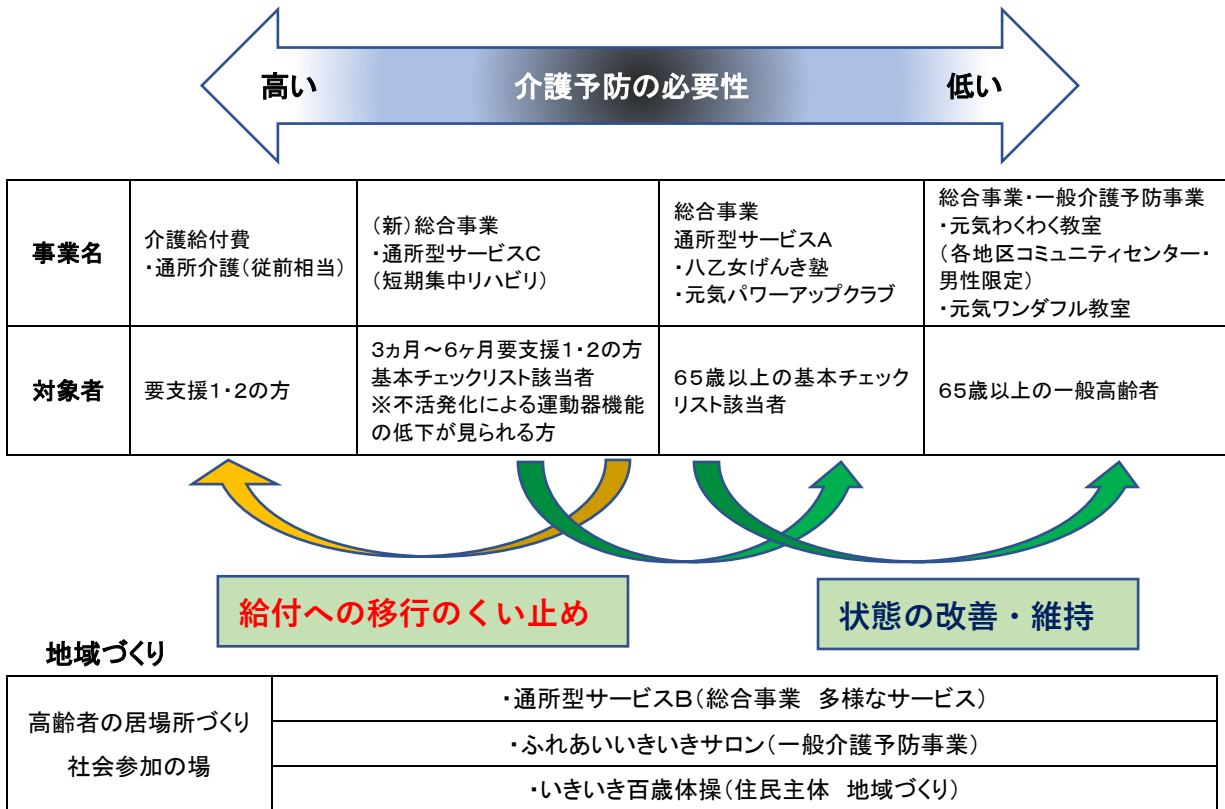 高い
介護予防の必要性
低い
事業名
介護給付費
・通所介護(従前相当)
(新)総合事業
・通所型サービスC
(短期集中リハビリ)
総合事業
通所型サービスA
・八乙女げんき塾
・元気パワーアップクラブ
総合事業・一般介護予防事業
・元気わくわく教室
(各地区コミュニティセンター・
男性限定)
・元気ワンダフル教室
対象者
要支援1・2の方
3ヵ月～6ヶ月要支援1・2の方
基本チェックリスト該当者
※不活発化による運動器機能
の低下が見られる方
65歳以上の基本チェック
リスト該当者
65歳以上の一般高齢者
給付への移行のくい止め
状態の改善・維持
地域づくり
高齢者の居場所づくり
社会参加の場
・通所型サービスB(総合事業 多様なサービス)
・ふれあいいきいきサロン(一般介護予防事業)
・いきいき百歳体操(住民主体 地域づくり)